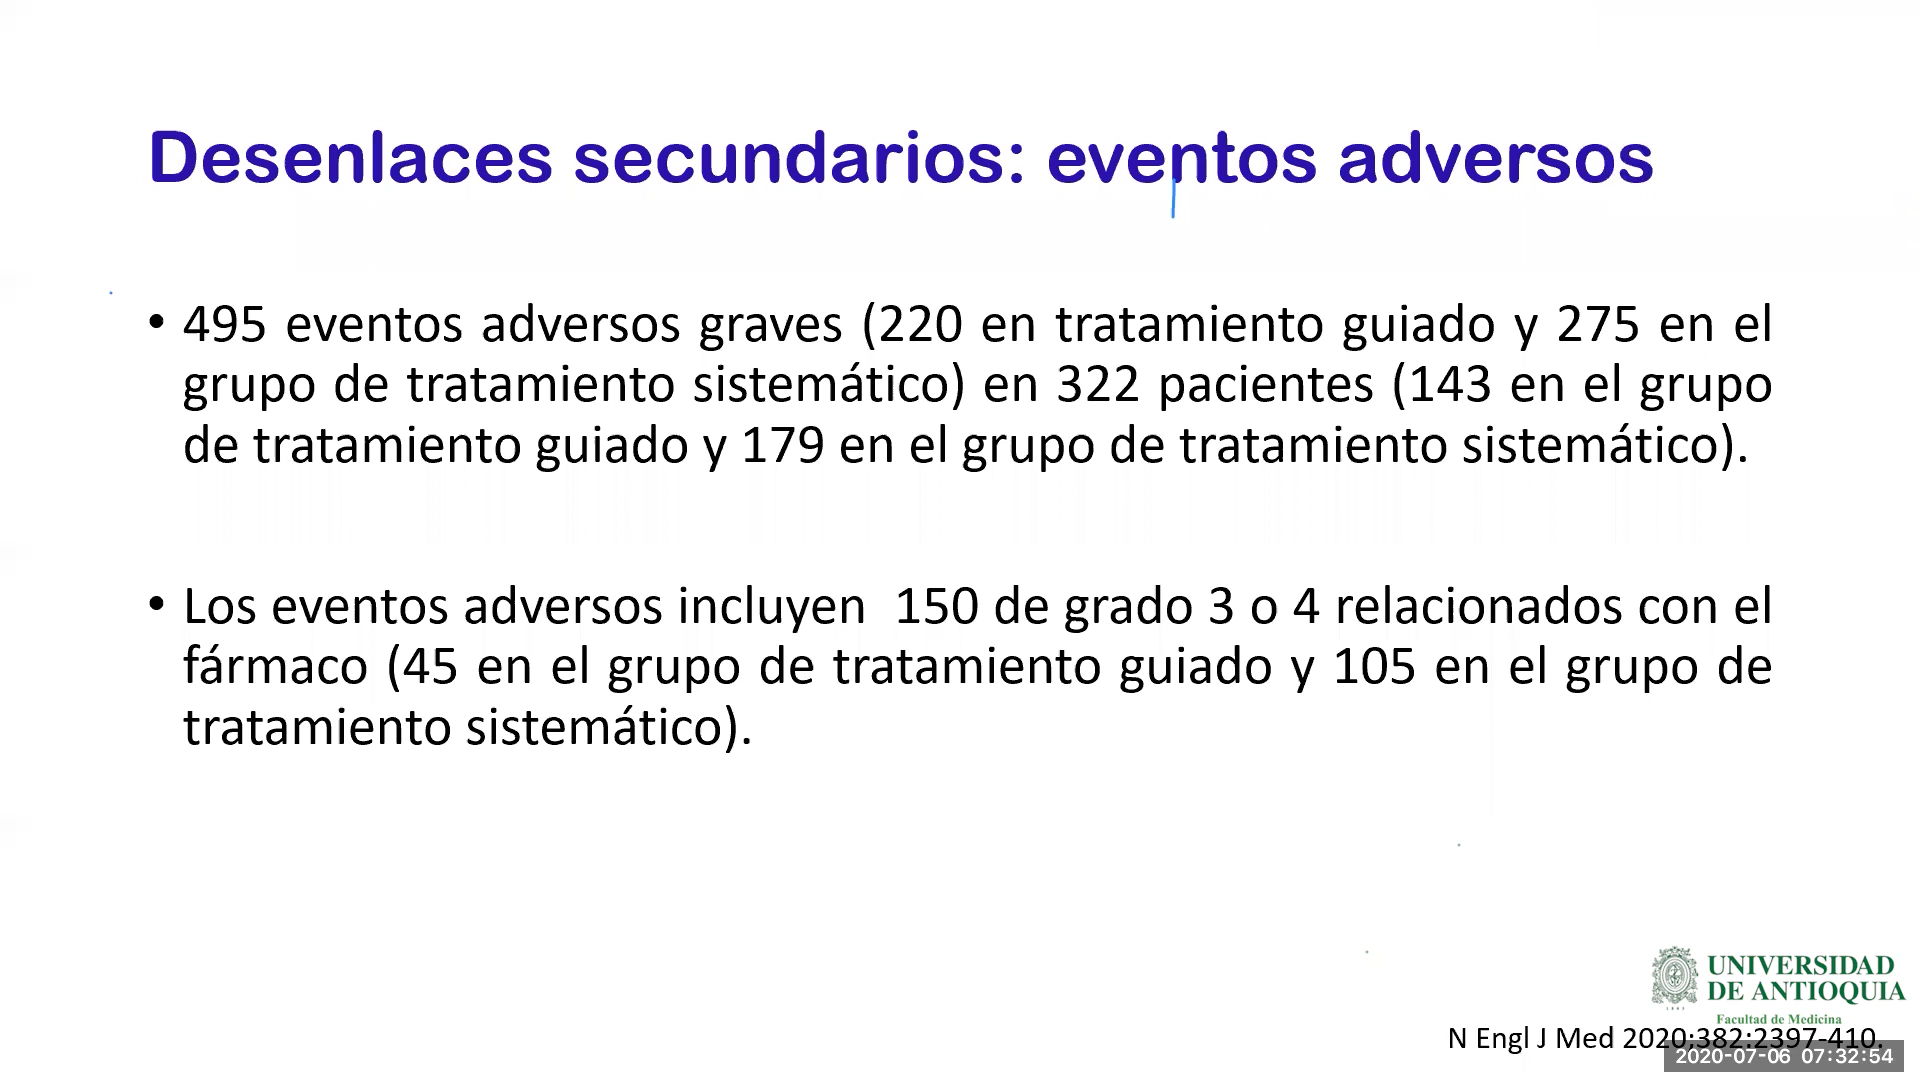 Desenlaces secundarios: eventos adversos
• 495 eventos adversos graves (220 en tratamiento guiado y 275 en el
grupo de tratamiento sistemático) en 322 pacientes (143 en el grupo
de tratamiento guiado y 179 en el grupo de tratamiento sistemático).
• Los eventos adversos incluyen 150 de grado 3 o 4 relacionados con el
fármaco (45 en el grupo de tratamiento guiado y 105 en el grupo de
tratamiento sistemático).
UNIVERSIDAD
DE ANTIOQUIA
1803
Facultad de Medicina
N Engl J Med 2020;382:2397-410.
2020-07-06 07:32:54